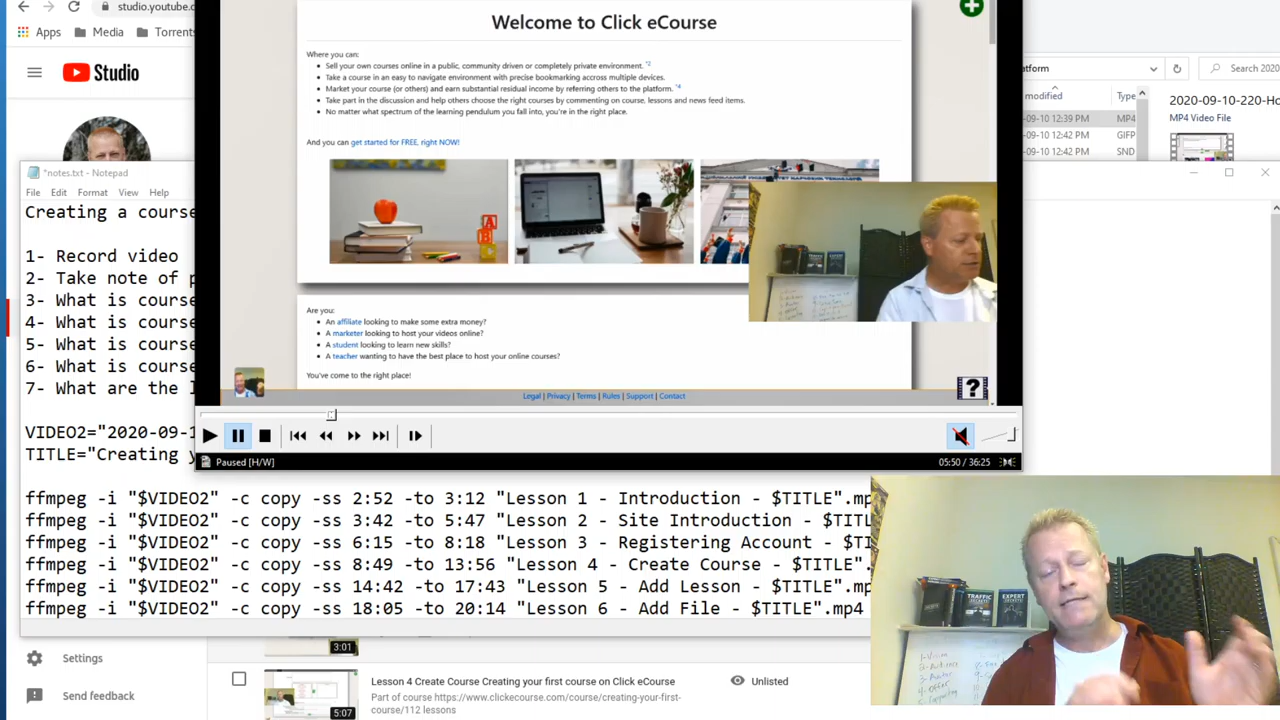 studio.youtube.c
Apps
Media
Torrents
Studio
Welcome to Click eCourse
Where you can:
Sell your own courses online in a public, community driven or completely private environment. *2
Take a course in an easy to navigate environment with precise bookmarking accross multiple devices.
Market your course (or others) and earn substantial residual income by referring others to the platform. *4
Take part in the discussion and help others choose the right courses by commenting on course, lessons and news feed items.
No matter what spectrum of the learning pendulum you fall into, you're in the right place.
And you can get started for FREE, right NOW!
Are you:
An affiliate looking to make some extra money?
A marketer looking to host your videos online?
A student looking to learn new skills?
A teacher wanting to have the best place to host your online courses?
You've come to the right place!
Legal | Privacy | Terms | Rules | Support | Contact
?
Paused [H/W]
05:50 / 36:25
atform
Search 2020
modified
Type
-09-10 12:39 PM
MP4
-09-10 12:42 PM
GIFP
-09-10 12:42 PM
SND
2020-09-10-220-Ho
MP4 Video File
*notes.txt - Notepad
File Edit Format View Help
Creating a course
1- Record video
2- Take note of p
3- What is course
4- What is course
5- What is course
6- What is course
7- What are the l
VIDEO2="2020-09-1
TITLE="Creating y
ffmpeg -i "$VIDEO2" -c copy -ss 2:52 -to 3:12 "Lesson 1 - Introduction - $TITLE".mp
ffmpeg -i "$VIDEO2" -c copy -ss 3:42 -to 5:47 "Lesson 2 - Site Introduction - $TIT
ffmpeg -i "$VIDEO2" -c copy -ss 6:15 -to 8:18 "Lesson 3 - Registering Account - $TI
ffmpeg -i "$VIDEO2" -c copy -ss 8:49 -to 13:56 "Lesson 4 - Create Course - $TITLE".
ffmpeg -i "$VIDEO2" -c copy -ss 14:42 -to 17:43 "Lesson 5 - Add Lesson - $TITLE".m
ffmpeg -i "$VIDEO2" -c copy -ss 18:05 -to 20:14 "Lesson 6 - Add File - $TITLE".mp4
3:01
Settings
Send feedback
Lesson 4 Create Course Creating your first course on Click eCourse
Part of course https://www.clickecourse.com/course/creating-your-first-
course/112 lessons
5:07
Unlisted
TRAFFIC
SECRETS
EXPERT
SECRETS
1-Vision